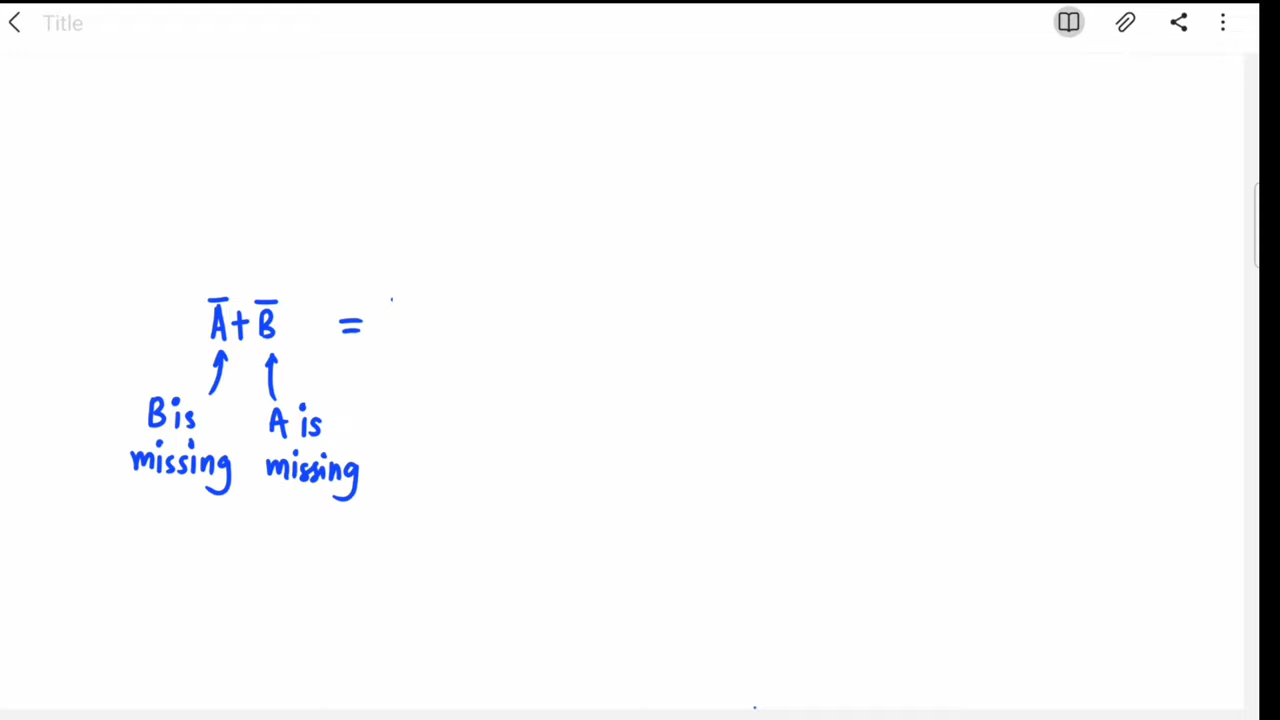 Title
A̅ + B̅ =
B is A is
missing missing